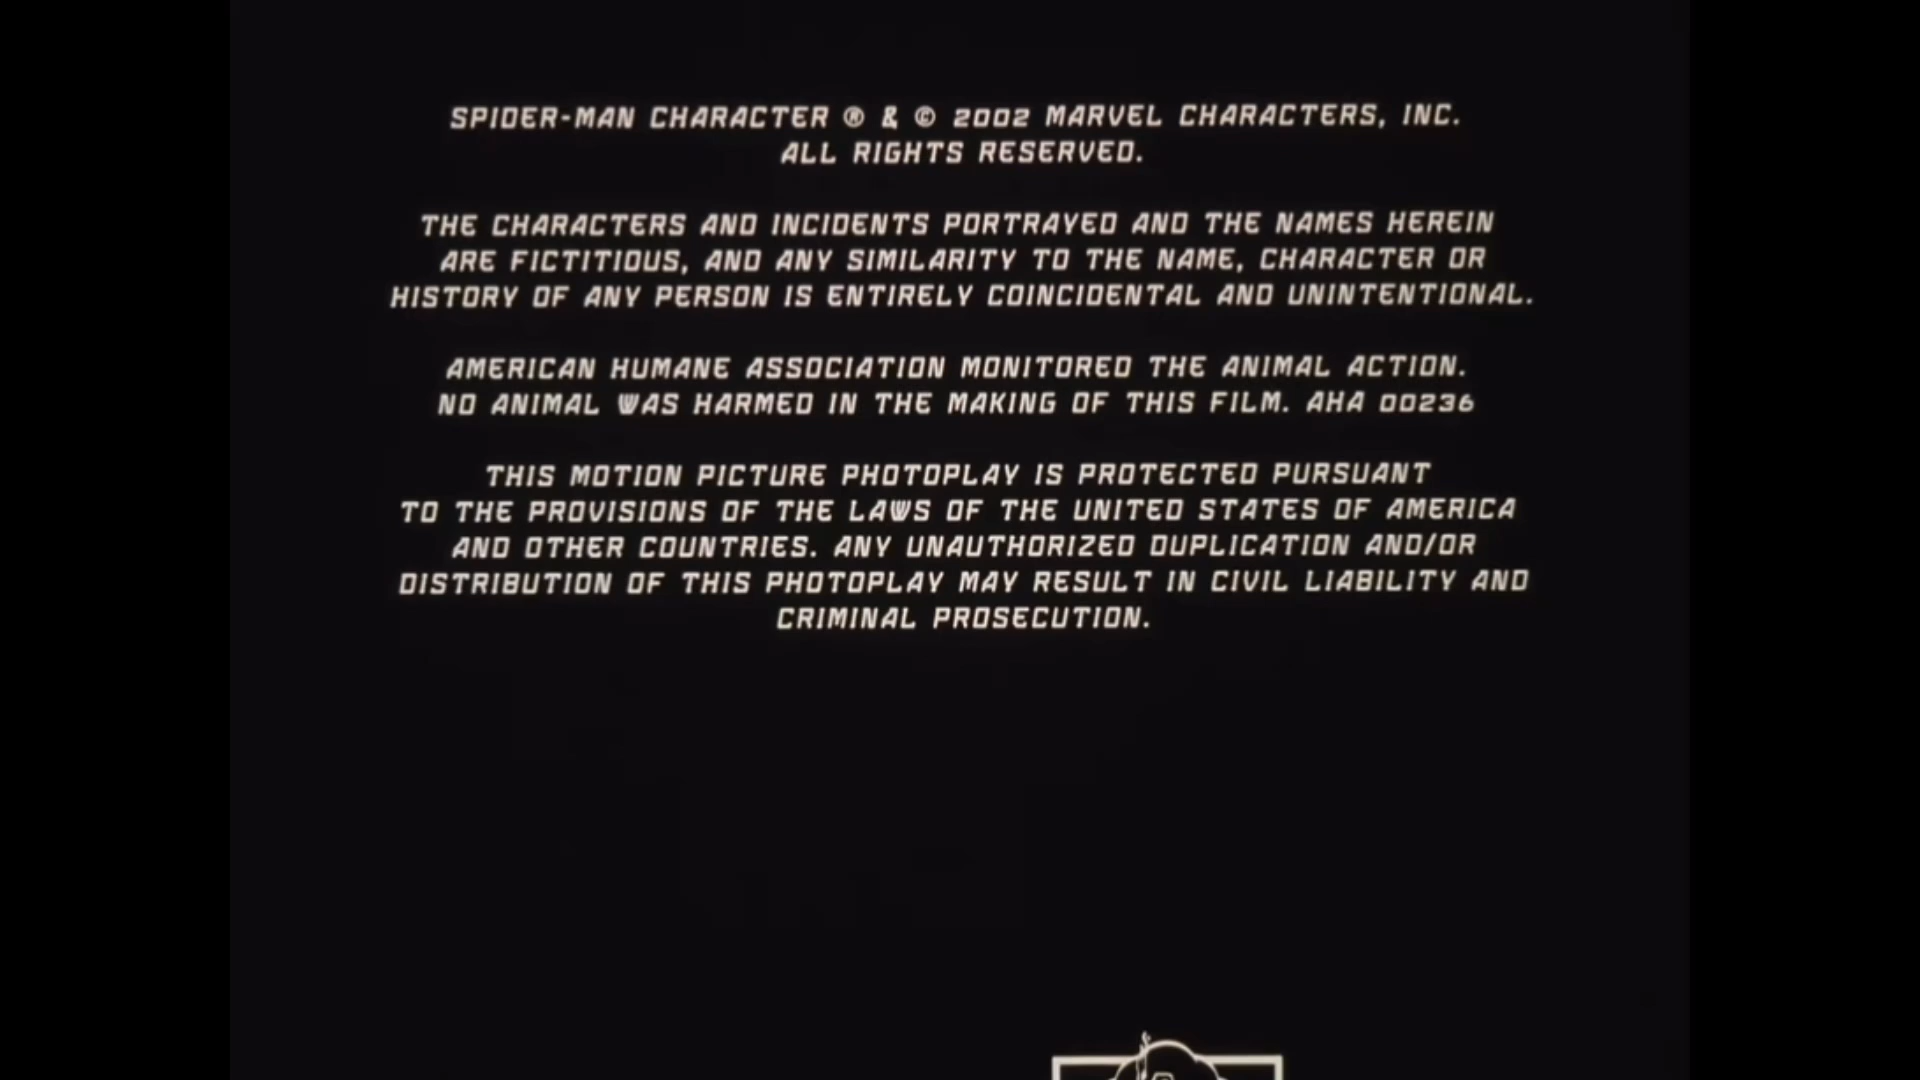 SPIDER-MAN CHARACTER ® & © 2002 MARVEL CHARACTERS, INC.
ALL RIGHTS RESERVED.
THE CHARACTERS AND INCIDENTS PORTRAYED AND THE NAMES HEREIN
ARE FICTITIOUS, AND ANY SIMILARITY TO THE NAME, CHARACTER OR
HISTORY OF ANY PERSON IS ENTIRELY COINCIDENTAL AND UNINTENTIONAL.
AMERICAN HUMANE ASSOCIATION MONITORED THE ANIMAL ACTION.
NO ANIMAL WAS HARMED IN THE MAKING OF THIS FILM. AHA 00236
THIS MOTION PICTURE PHOTOPLAY IS PROTECTED PURSUANT
TO THE PROVISIONS OF THE LAWS OF THE UNITED STATES OF AMERICA
AND OTHER COUNTRIES. ANY UNAUTHORIZED DUPLICATION AND/OR
DISTRIBUTION OF THIS PHOTOPLAY MAY RESULT IN CIVIL LIABILITY AND
CRIMINAL PROSECUTION.